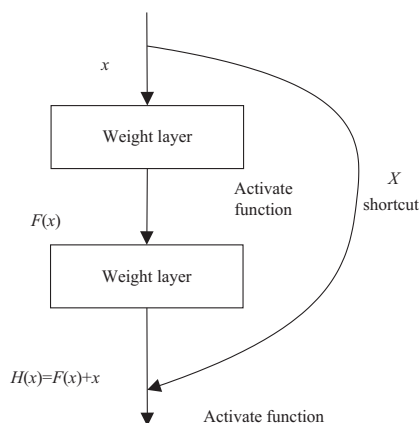 x
Weight layer
Activate
function
X
shortcut
F(x)
Weight layer
H(x)=F(x)+x
Activate function